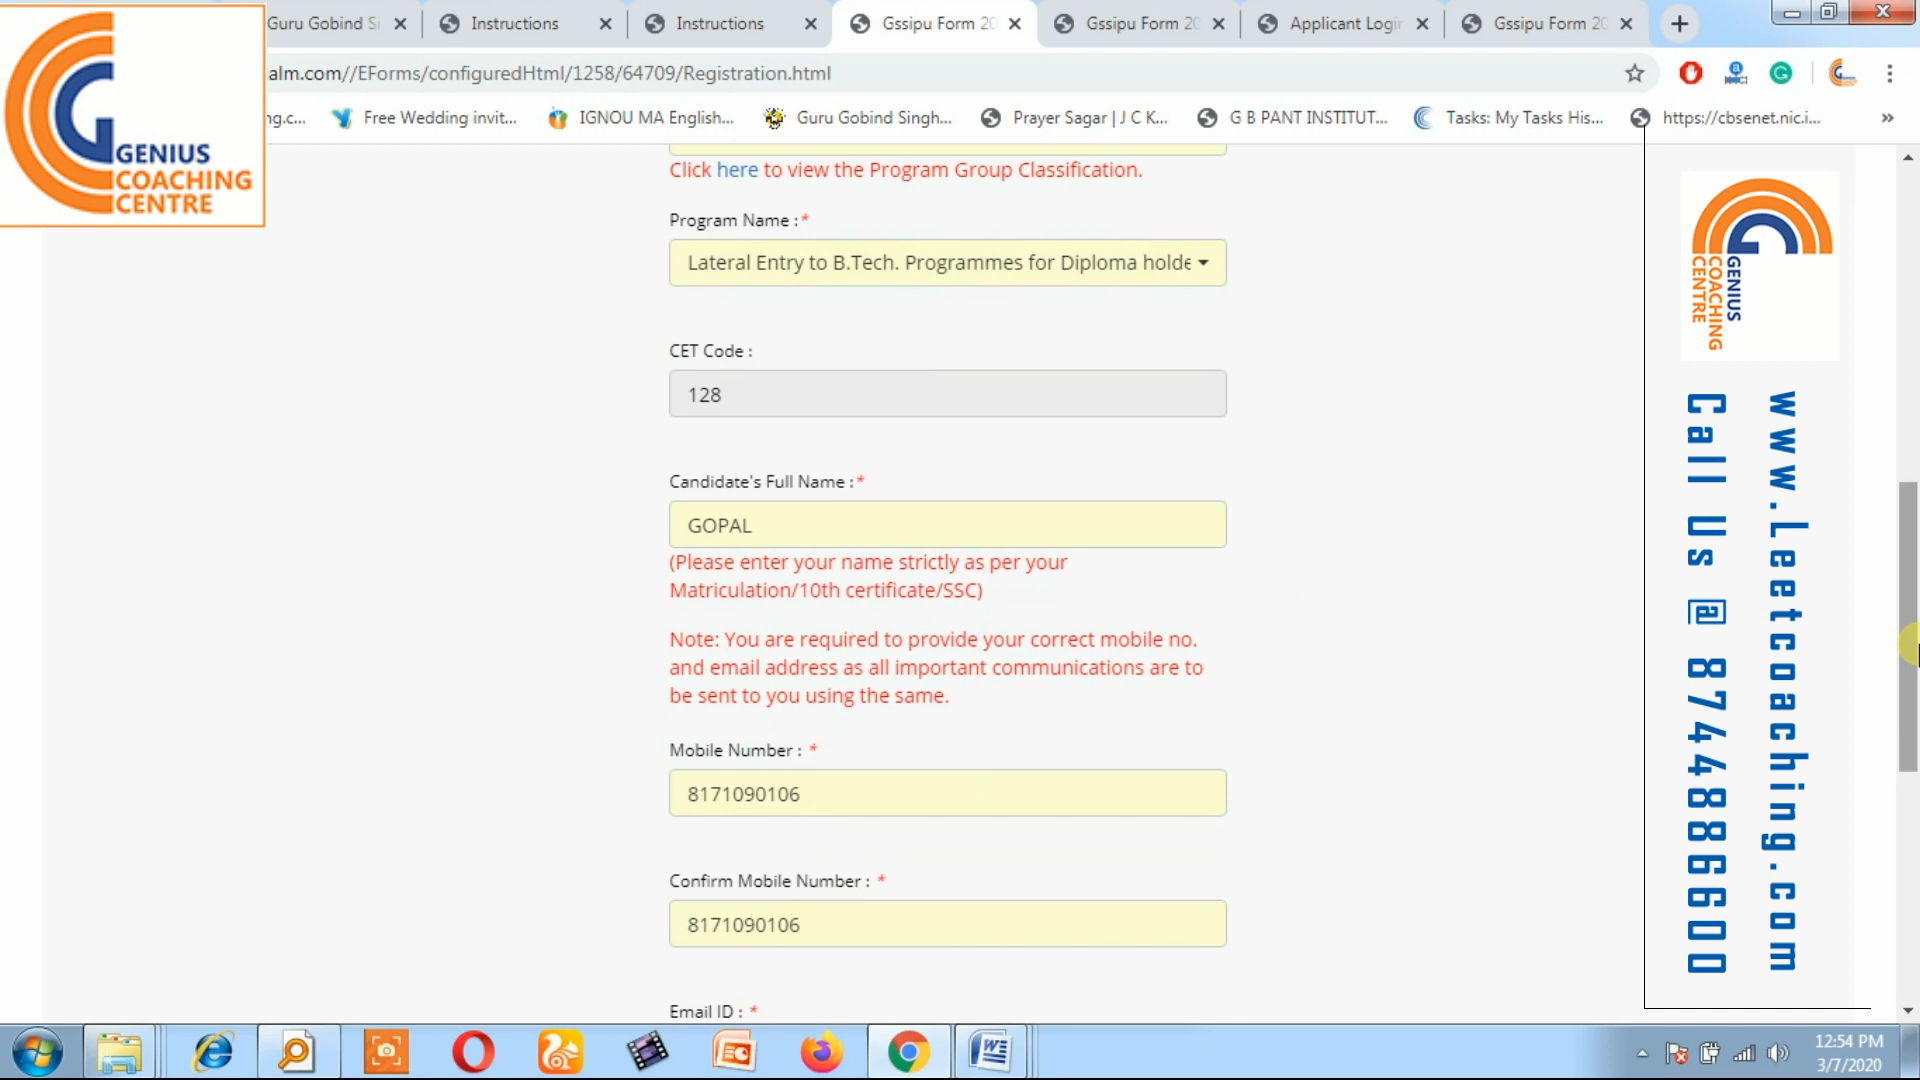 Guru Gobind Si
Instructions
Instructions
Gssipu Form 20
Gssipu Form 20
Applicant Login
Gssipu Form 20
alm.com//EForms/configuredHtml/1258/64709/Registration.html
ng.c...
Free Wedding invit...
IGNOU MA English...
Guru Gobind Singh...
Prayer Sagar | J C K...
G B PANT INSTITUT...
Tasks: My Tasks His...
https://cbsenet.nic.i...
GENIUS
COACHING
CENTRE
Click here to view the Program Group Classification.
Program Name :*
Lateral Entry to B.Tech. Programmes for Diploma holde
CET Code :
128
Candidate's Full Name :*
GOPAL
(Please enter your name strictly as per your
Matriculation/10th certificate/SSC)
Note: You are required to provide your correct mobile no.
and email address as all important communications are to
be sent to you using the same.
Mobile Number : *
8171090106
Confirm Mobile Number : *
8171090106
Email ID : *
GENIUS
COACHING
CENTRE
www.Leetcoaching.com
Call Us @ 8744886600
12:54 PM
3/7/2020